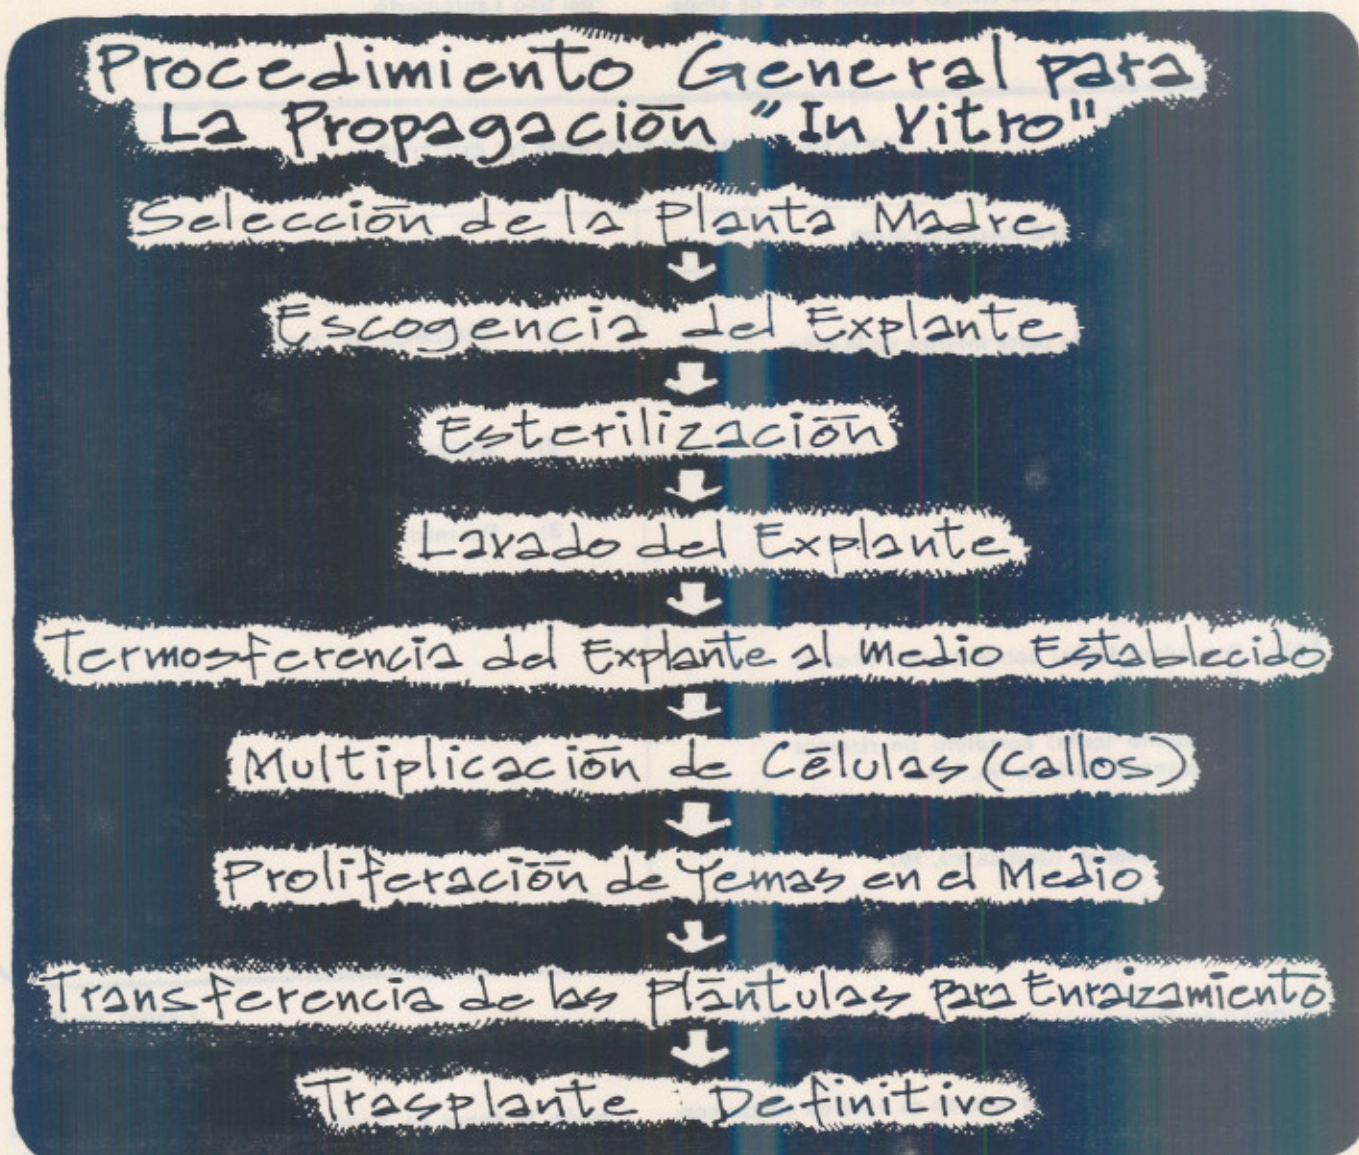 Procedimiento General para
La Propagación "In Vitro"
Selección de la Planta Madre
Escogencia del Explante
Esterilización
Lavado del Explante
Termosferencia del Explante al Medio Establecido
Multiplicación de Células (Callos)
Proliferación de Yemas en el Medio
Transferencia de las Plántulas para Enraizamiento
Trasplante Definitivo